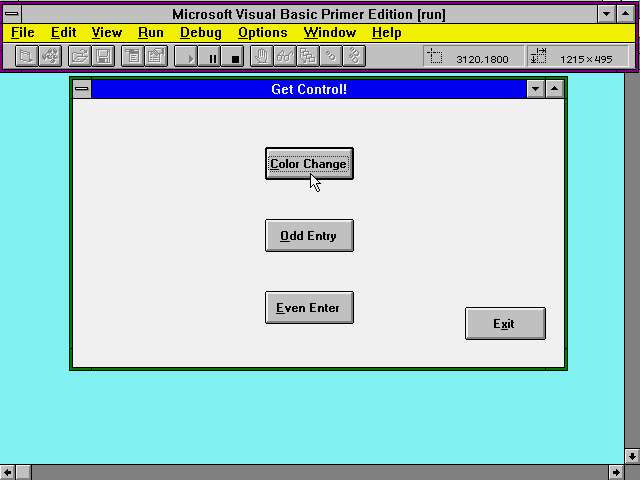 Microsoft Visual Basic Primer Edition [run]
File Edit View Run Debug Options Window Help
3120,1800 1215×495
Get Control!
Color Change
Odd Entry
Even Enter
Exit